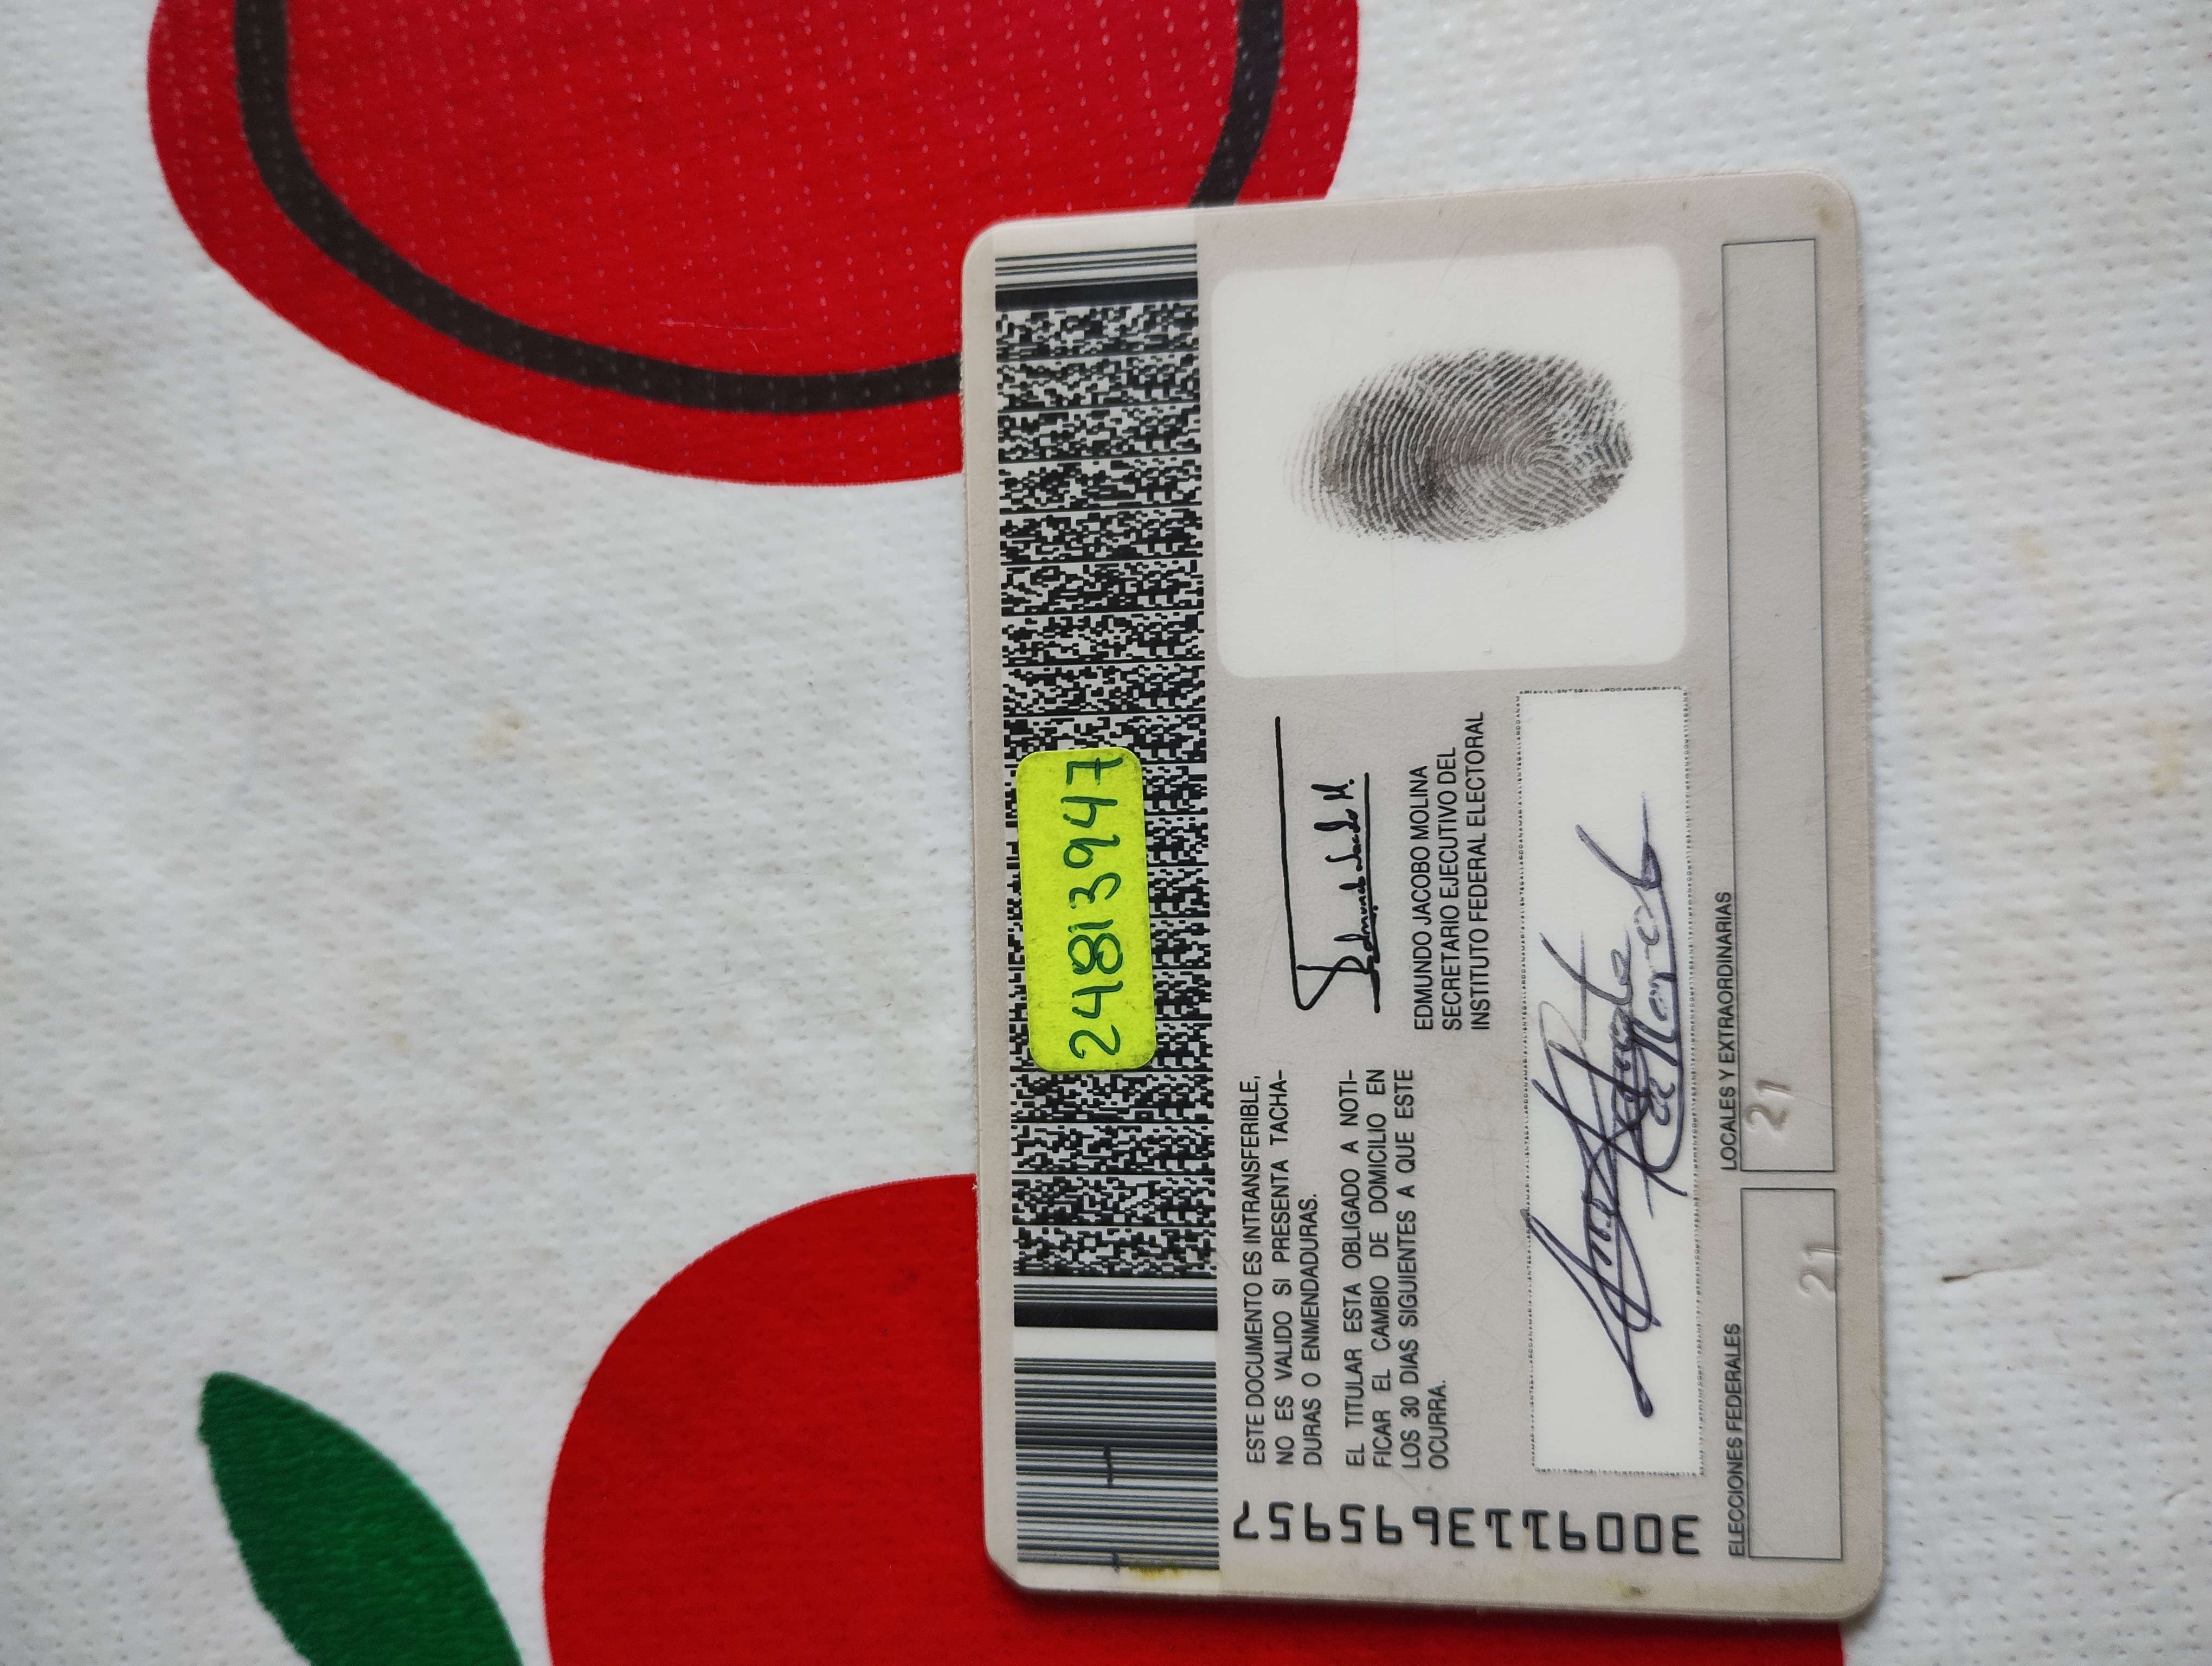 24813947
ESTE DOCUMENTO ES INTRANSFERIBLE,
NO ES VALIDO SI PRESENTA TACHA-
DURAS O ENMENDADURAS.
EL TITULAR ESTA OBLIGADO A NOTI-
FICAR EL CAMBIO DE DOMICILIO EN
LOS 30 DIAS SIGUIENTES A QUE ESTE
OCURRA.
EDMUNDO JACOBO MOLINA
SECRETARIO EJECUTIVO DEL
INSTITUTO FEDERAL ELECTORAL
ELECCIONES FEDERALES
LOCALES Y EXTRAORDINARIAS
21
21